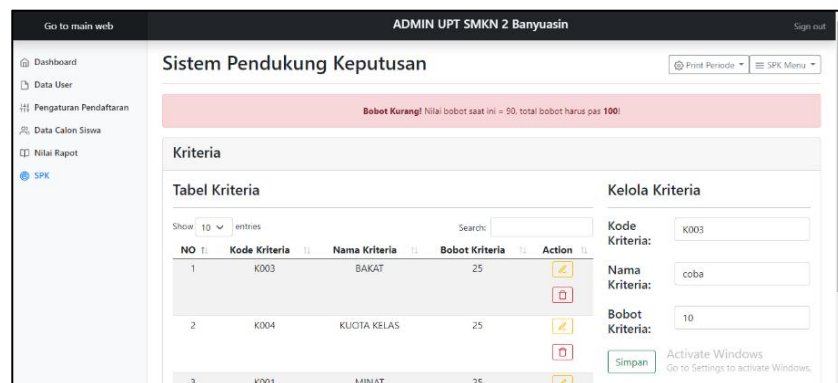 Go to main web
ADMIN UPT SMKN 2 Banyuasin
Sign out
Dashboard
Data User
Pengaturan Pendaftaran
Data Calon Siswa
Nilai Rapot
SPK
Sistem Pendukung Keputusan
Print Periode
SPK Menu
Bobot Kurang! Nilai bobot saat ini = 90, total bobot harus pas 100!
Kriteria
Tabel Kriteria
Show 10 entries
Search:
NO Kode Kriteria Nama Kriteria Bobot Kriteria Action
1 K003 BAKAT 25
2 K004 KUOTA KELAS 25
3 K001 MINAT 25
Kelola Kriteria
Kode Kriteria: K003
Nama Kriteria: coba
Bobot Kriteria: 10
Simpan
Activate Windows
Go to Settings to activate Windows.